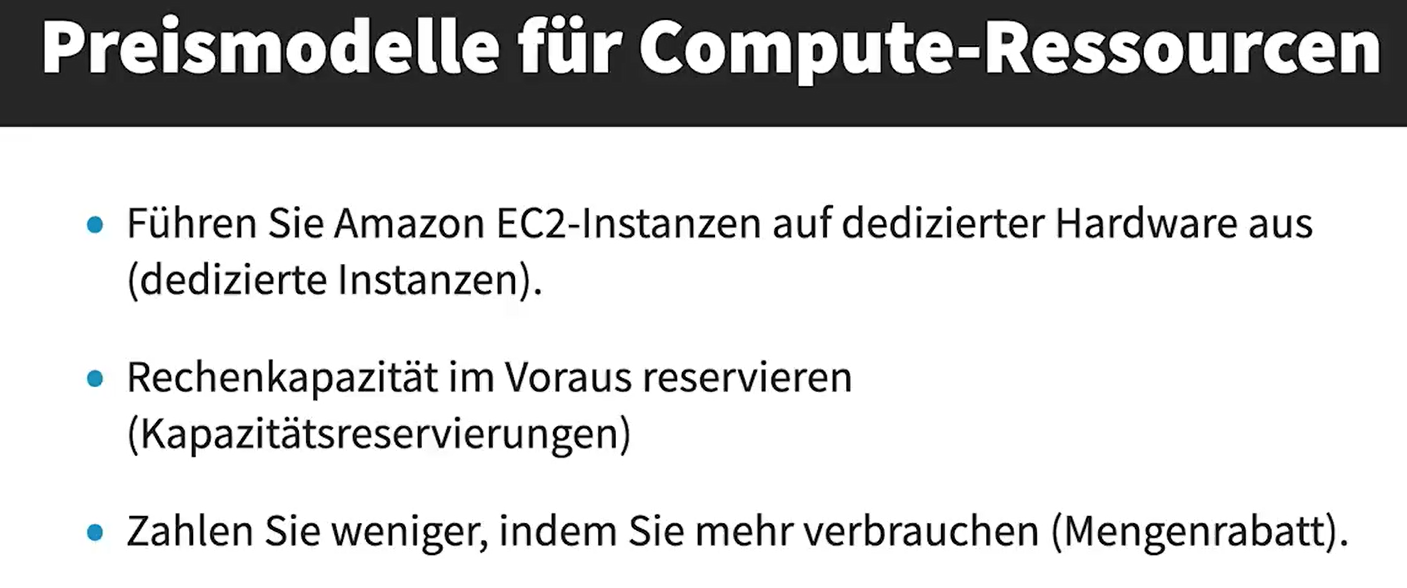 Preismodelle für Compute-Ressourcen
• Führen Sie Amazon EC2-Instanzen auf dedizierter Hardware aus
(dedizierte Instanzen).
• Rechenkapazität im Voraus reservieren
(Kapazitätsreservierungen)
• Zahlen Sie weniger, indem Sie mehr verbrauchen (Mengenrabatt).